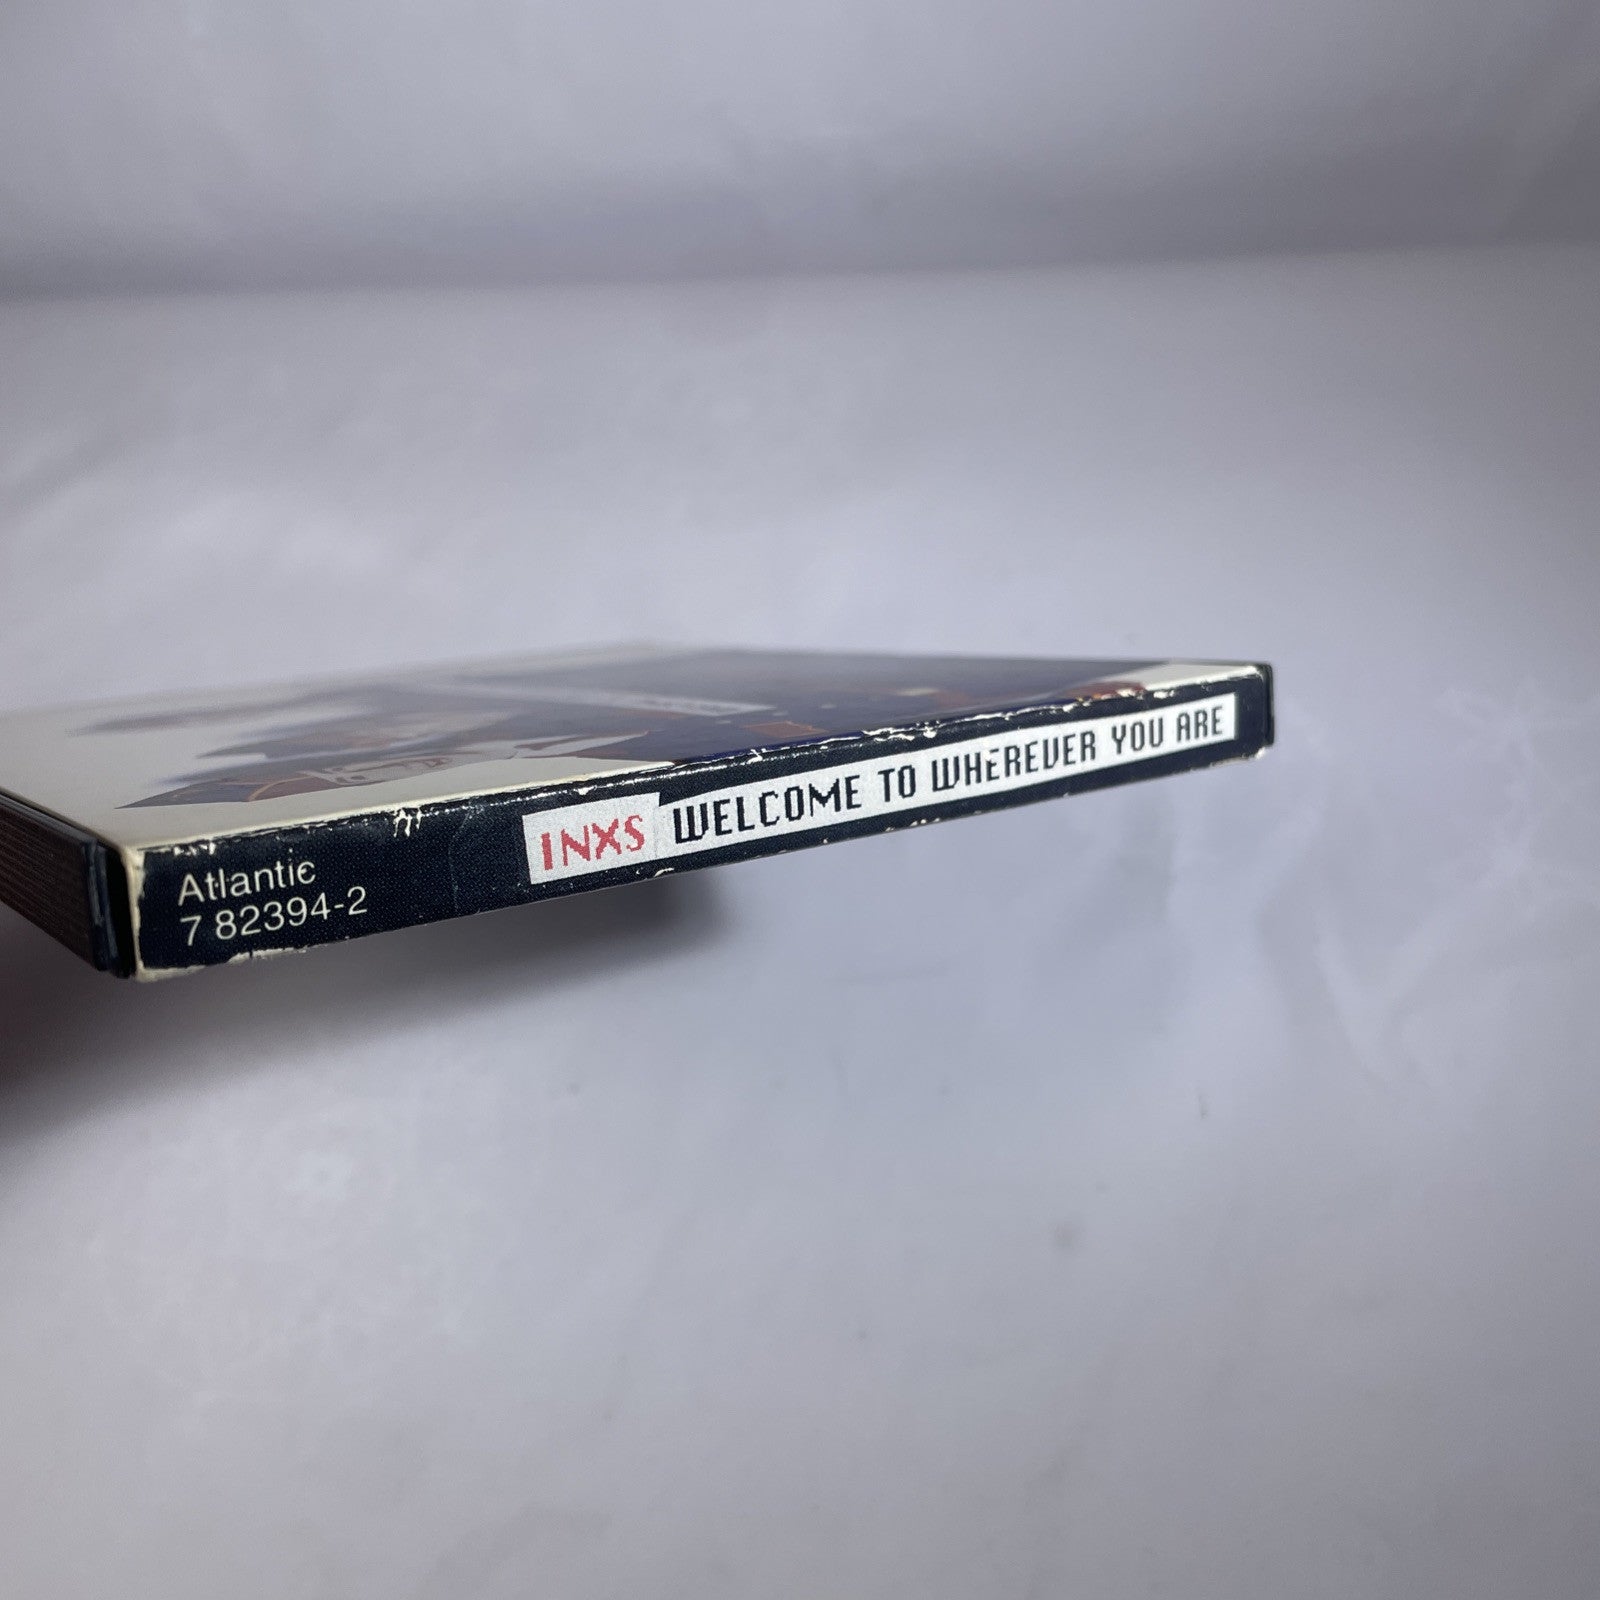 Atlantic
7 82394-2
INXS WELCOME TO WHEREVER YOU ARE